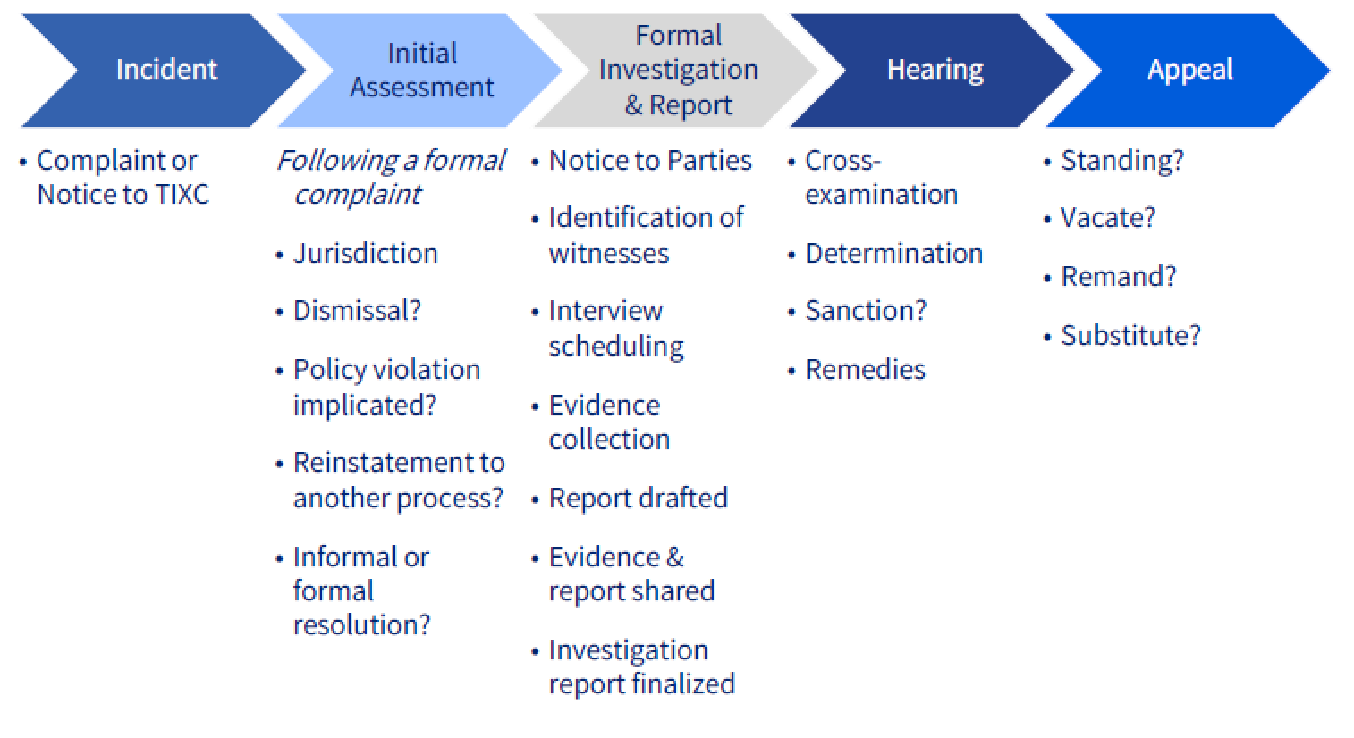 Incident
• Complaint or
Notice to TIXC
Initial
Assessment
Following a formal
complaint
• Jurisdiction
• Dismissal?
• Policy violation
implicated?
• Reinstatement to
another process?
• Informal or
formal
resolution?
Formal
Investigation
& Report
• Notice to Parties
• Identification of
witnesses
• Interview
scheduling
• Evidence
collection
• Report drafted
• Evidence &
report shared
• Investigation
report finalized
Hearing
• Cross-
examination
• Determination
• Sanction?
• Remedies
Appeal
• Standing?
• Vacate?
• Remand?
• Substitute?